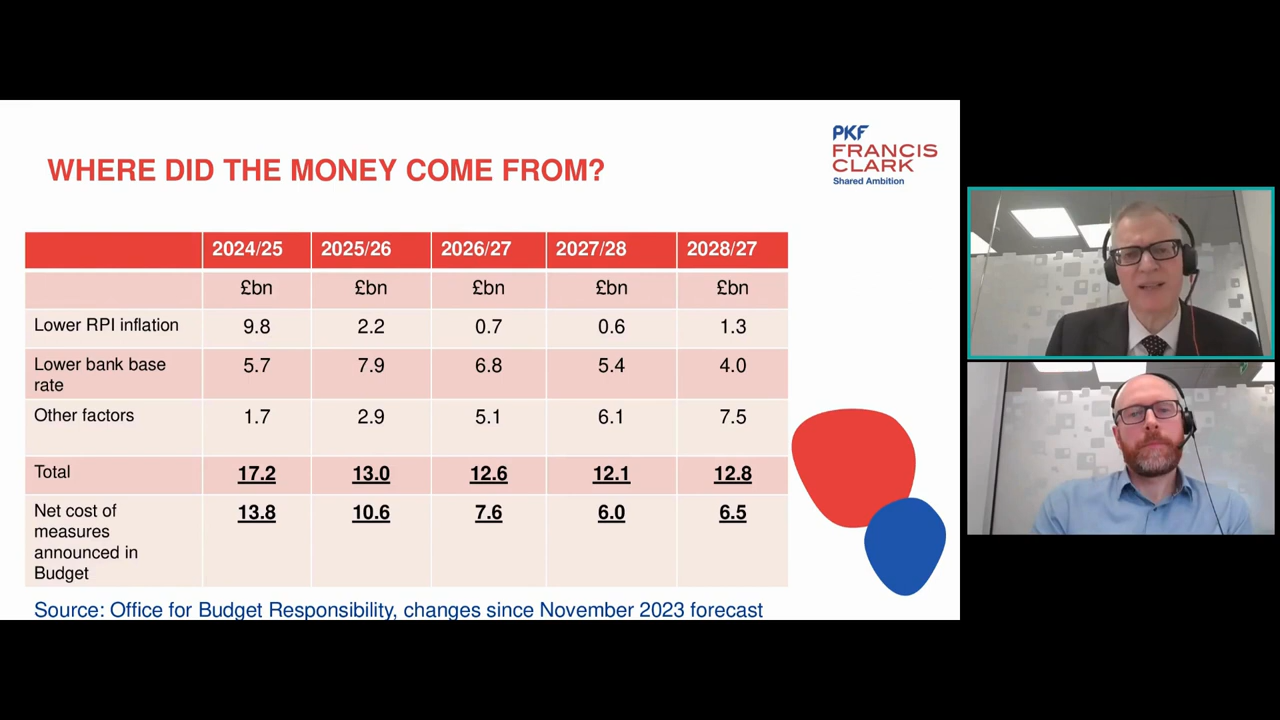 PKF
FRANCIS
CLARK
Shared Ambition
WHERE DID THE MONEY COME FROM?
2024/25 2025/26 2026/27 2027/28 2028/27
£bn £bn £bn £bn £bn
Lower RPI inflation 9.8 2.2 0.7 0.6 1.3
Lower bank base 5.7 7.9 6.8 5.4 4.0
rate
Other factors 1.7 2.9 5.1 6.1 7.5
Total 17.2 13.0 12.6 12.1 12.8
Net cost of 13.8 10.6 7.6 6.0 6.5
measures
announced in
Budget
Source: Office for Budget Responsibility, changes since November 2023 forecast